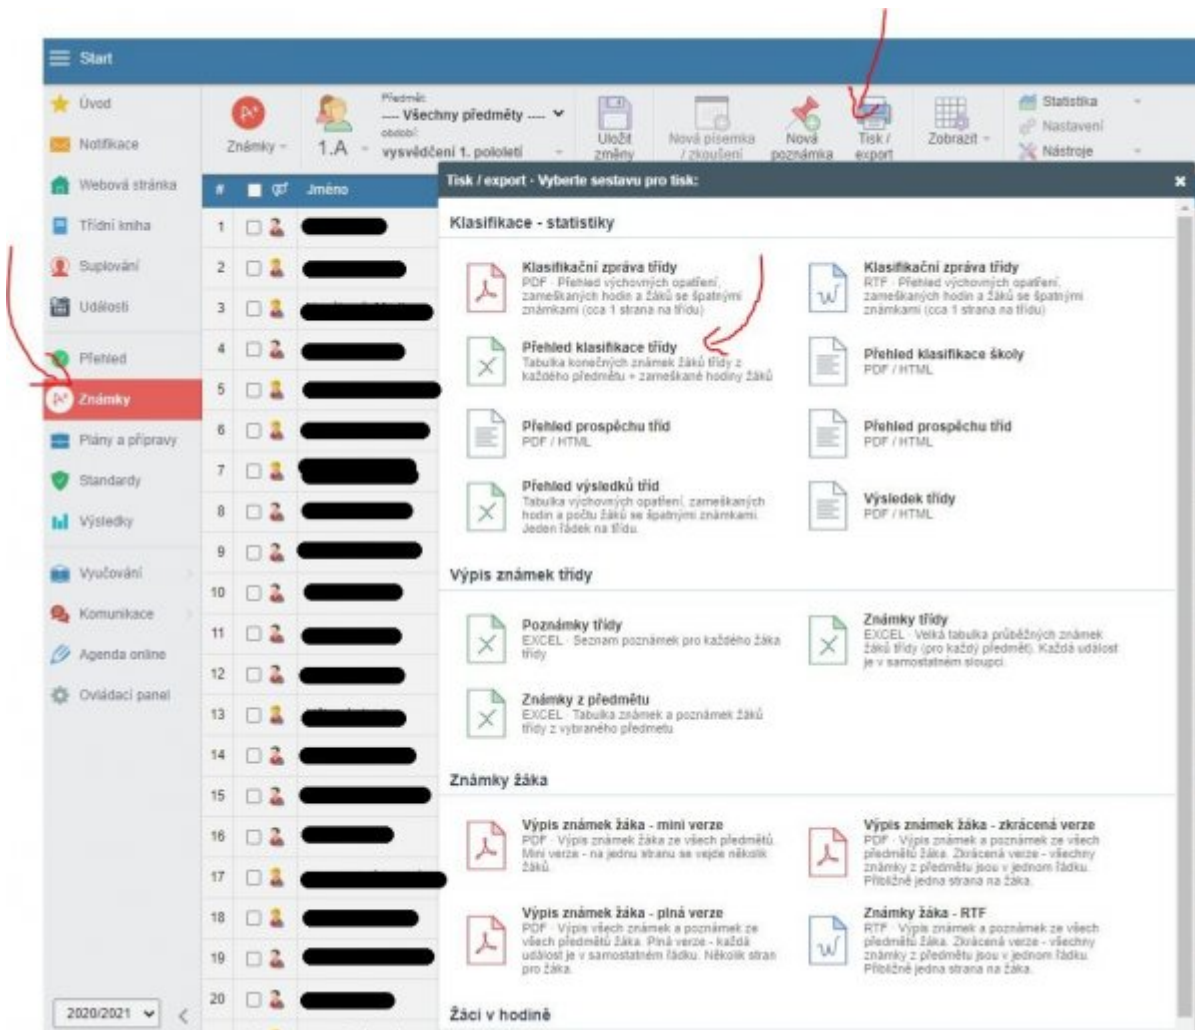 Start
Úvod
Notifikace
Webová stránka
Třídní kniha
Suplování
Události
Přehled
Známky
Plány a přípravy
Standardy
Výsledky
Vyučování
Komunikace
Agenda online
Ovládací panel
2020/2021
Známky
1.A
Předmět:
---- Všechny předměty ----
období:
vysvědčení 1. pololetí
Uložit
změny
Nová písemka
/ zkoušení
Nová
poznámka
Tisk /
export
Zobrazit
Statistika
Nastavení
Nástroje
# Jméno
1
2
3
4
5
6
7
8
9
10
11
12
13
14
15
16
17
18
19
20
Tisk / export - Vyberte sestavu pro tisk:
Klasifikace - statistiky
Klasifikační zpráva třídy
PDF · Přehled výchovných opatření,
zameškaných hodin a žáků se špatnými
známkami (cca 1 strana na třídu)
Klasifikační zpráva třídy
RTF · Přehled výchovných opatření,
zameškaných hodin a žáků se špatnými
známkami (cca 1 strana na třídu)
Přehled klasifikace třídy
Tabulka konečných známek žáků třídy z
každého předmětu + zameškané hodiny žáků
Přehled klasifikace školy
PDF / HTML
Přehled prospěchu tříd
PDF / HTML
Přehled prospěchu tříd
PDF / HTML
Přehled výsledků tříd
Tabulka výchovných opatření, zameškaných
hodin a počtu žáků se špatnými známkami.
Jeden řádek na třídu.
Výsledek třídy
PDF / HTML
Výpis známek třídy
Poznámky třídy
EXCEL · Seznam poznámek pro každého žáka
třídy
Známky třídy
EXCEL · Velká tabulka průběžných známek
žáků třídy (pro každý předmět). Každá událost
je v samostatném sloupci.
Známky z předmětu
EXCEL · Tabulka známek a poznámek žáků
třídy z vybraného předmetu
Známky žáka
Výpis známek žáka - mini verze
PDF · Výpis známek žáka ze všech předmětů.
Mini verze - na jednu stranu se vejde několik
žáků.
Výpis známek žáka - zkrácená verze
PDF · Výpis známek a poznámek ze všech
předmětů žáka. Zkrácená verze - všechny
známky z předmětu jsou v jednom řádku.
Přibližně jedna strana na žáka.
Výpis známek žáka - plná verze
PDF · Výpis všech známek a poznámek ze
všech předmětů žáka. Plná verze - každá
událost je v samostatném řádku. Několik stran
pro žáka.
Známky žáka - RTF
RTF · Výpis známek a poznámek ze všech
předmětů žáka. Zkrácená verze - všechny
známky z předmětu jsou v jednom řádku.
Přibližně jedna strana na žáka.
Žáci v hodině